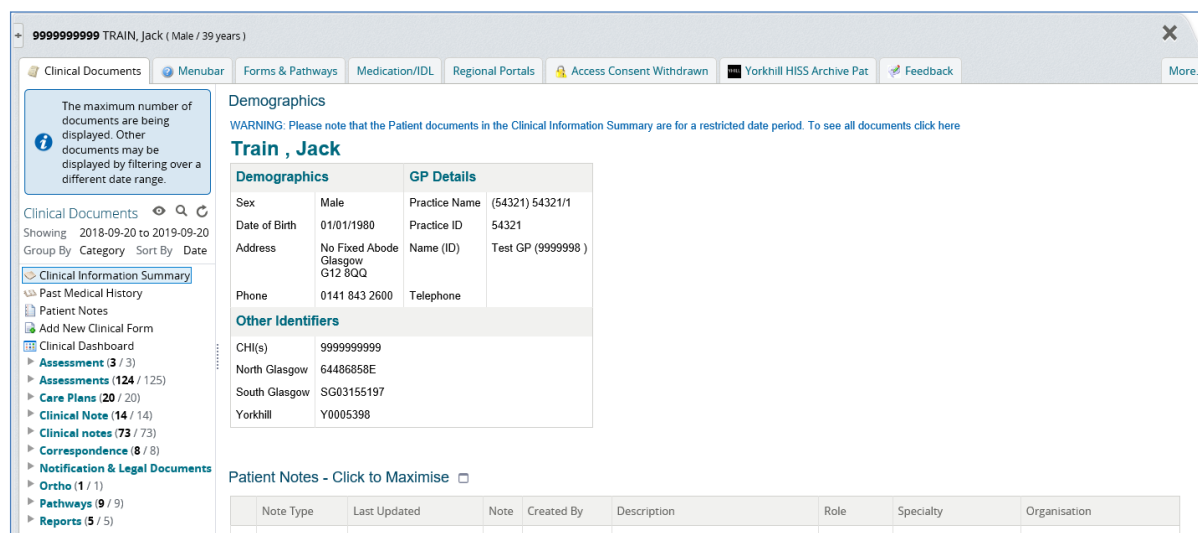 9999999999 TRAIN, Jack ( Male / 39 years )
Clinical Documents
Menubar
Forms & Pathways
Medication/IDL
Regional Portals
Access Consent Withdrawn
Yorkhill HISS Archive Pat
Feedback
More.
The maximum number of
documents are being
displayed. Other
documents may be
displayed by filtering over a
different date range.
Clinical Documents
Showing 2018-09-20 to 2019-09-20
Group By Category Sort By Date
Clinical Information Summary
Past Medical History
Patient Notes
Add New Clinical Form
Clinical Dashboard
Assessment (3 / 3)
Assessments (124 / 125)
Care Plans (20 / 20)
Clinical Note (14 / 14)
Clinical notes (73 / 73)
Correspondence (8 / 8)
Notification & Legal Documents
Ortho (1 / 1)
Pathways (9 / 9)
Reports (5 / 5)
Demographics
WARNING: Please note that the Patient documents in the Clinical Information Summary are for a restricted date period. To see all documents click here
Train , Jack
Demographics GP Details
Sex Male Practice Name (54321) 54321/1
Date of Birth 01/01/1980 Practice ID 54321
Address No Fixed Abode Name (ID) Test GP (9999998 )
Glasgow
G12 8QQ
Phone 0141 843 2600 Telephone
Other Identifiers
CHI(s) 9999999999
North Glasgow 64486858E
South Glasgow SG03155197
Yorkhill Y0005398
Patient Notes - Click to Maximise
Note Type Last Updated Note Created By Description Role Specialty Organisation